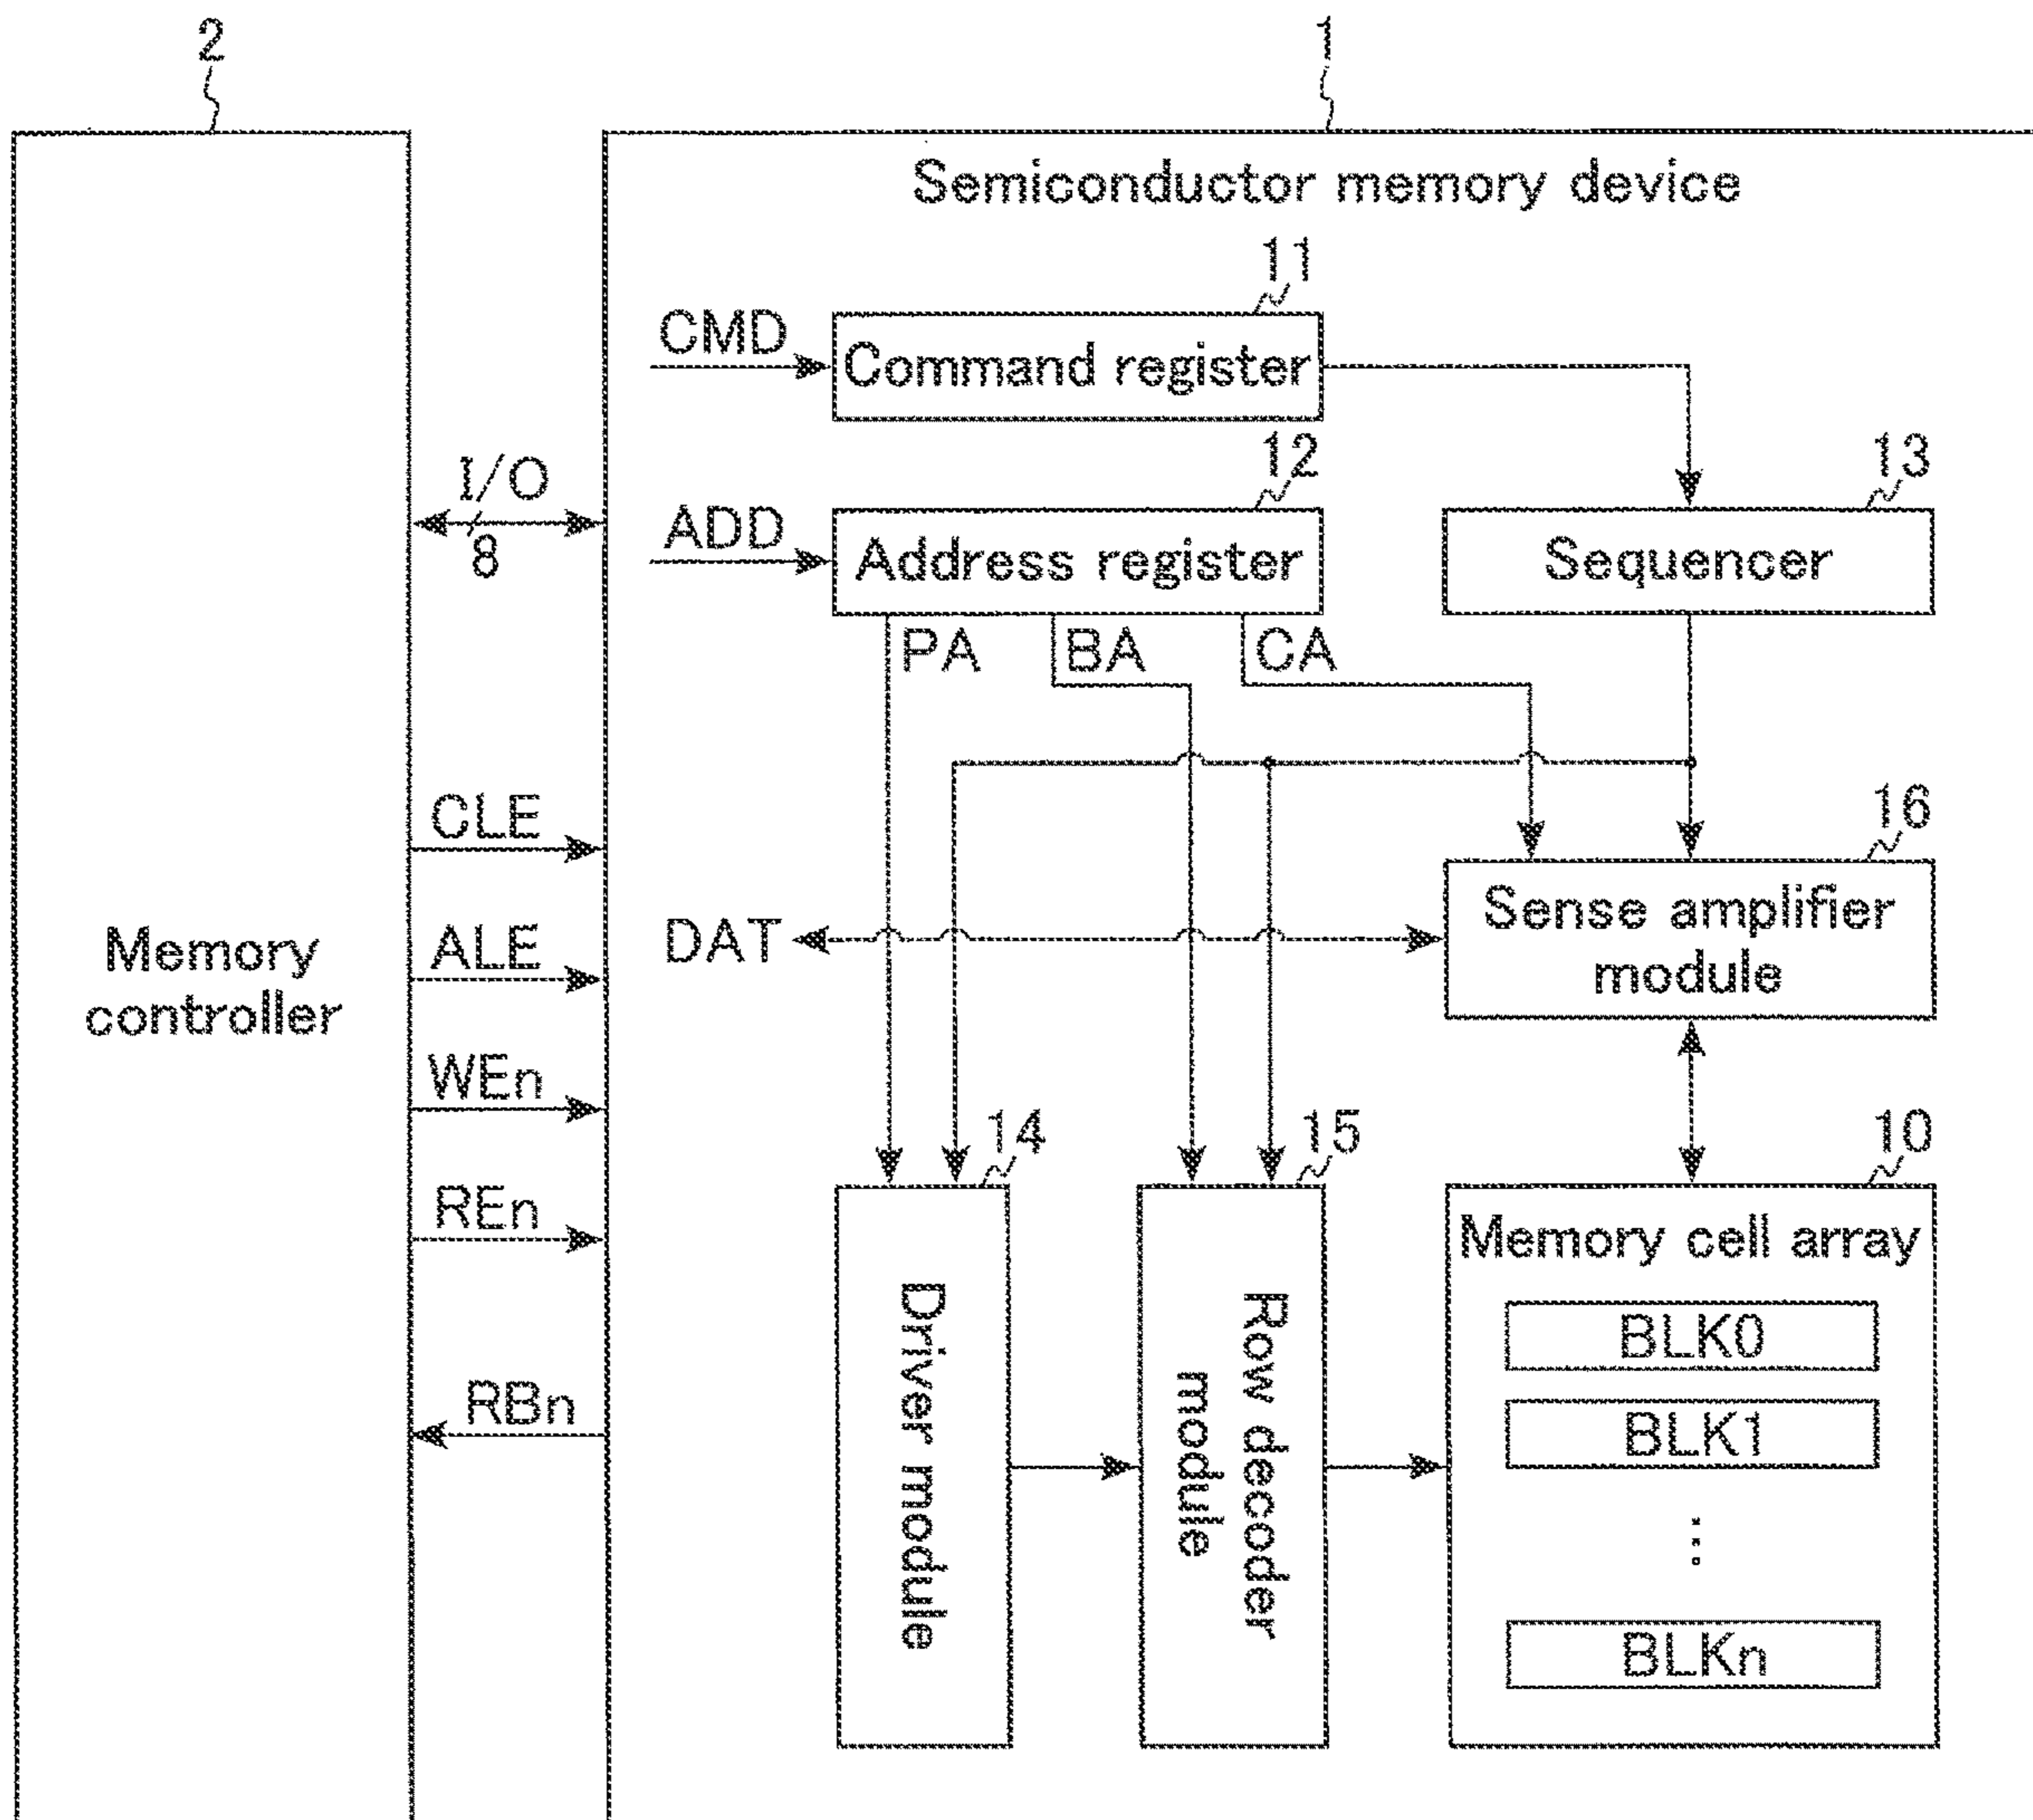 2
1
Semiconductor memory device
11
CMD
Command register
I/O
8
12
13
ADD
Address register
Sequencer
PA
BA
CA
CLE
16
Sense amplifier
module
Memory
controller
ALE
DAT
WEn
14
15
10
REn
Memory cell array
Driver module
Row decoder
module
BLK0
BLK1
RBn
BLKn